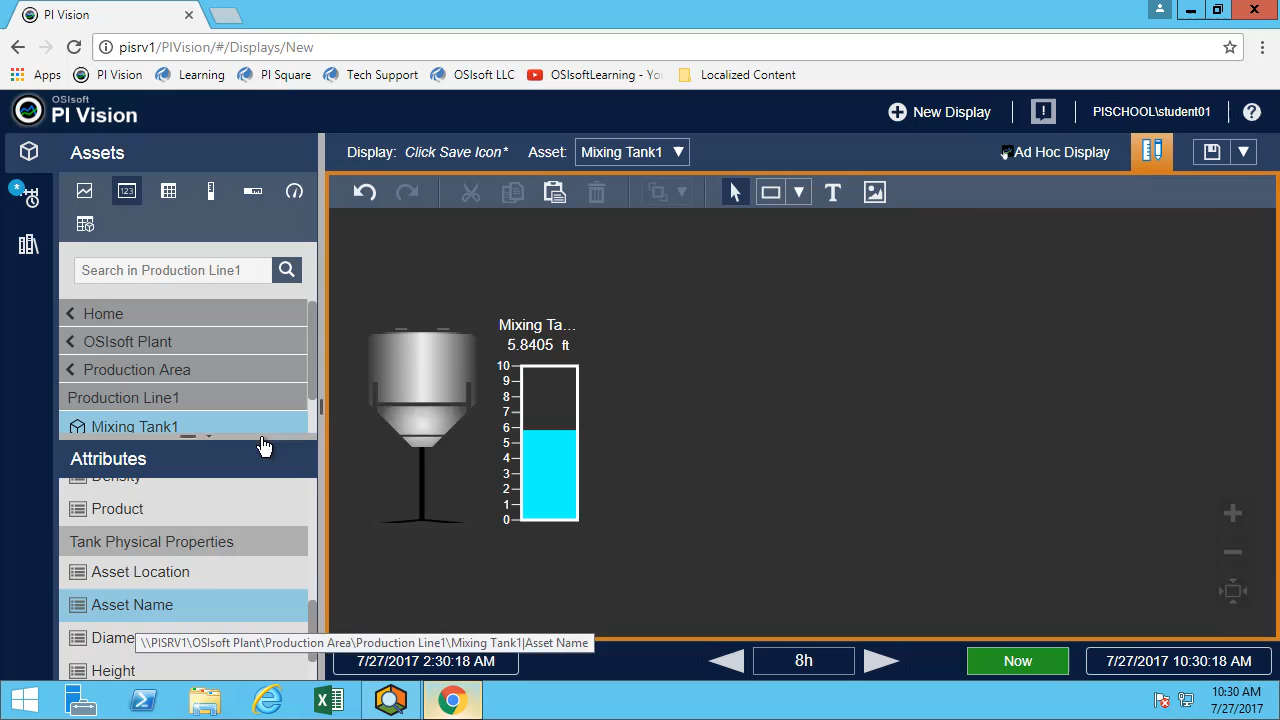 PI Vision
pisrv1/PIVision/#/Displays/New
Apps PI Vision Learning PI Square Tech Support OSIsoft LLC OSIsoftLearning - You Localized Content
OSIsoft
PI Vision
New Display
PISCHOOL\student01
Assets
Display: Click Save Icon* Asset: Mixing Tank1
Ad Hoc Display
Search in Production Line1
Home
OSIsoft Plant
Production Area
Production Line1
Mixing Tank1
Attributes
Density
Product
Tank Physical Properties
Asset Location
Asset Name
Diame
\\PISRV1\OSIsoft Plant\Production Area\Production Line1\Mixing Tank1|Asset Name
Height
Mixing Ta...
5.8405 ft
10
9
8
7
6
5
4
3
2
1
0
7/27/2017 2:30:18 AM
8h
Now
7/27/2017 10:30:18 AM
10:30 AM
7/27/2017